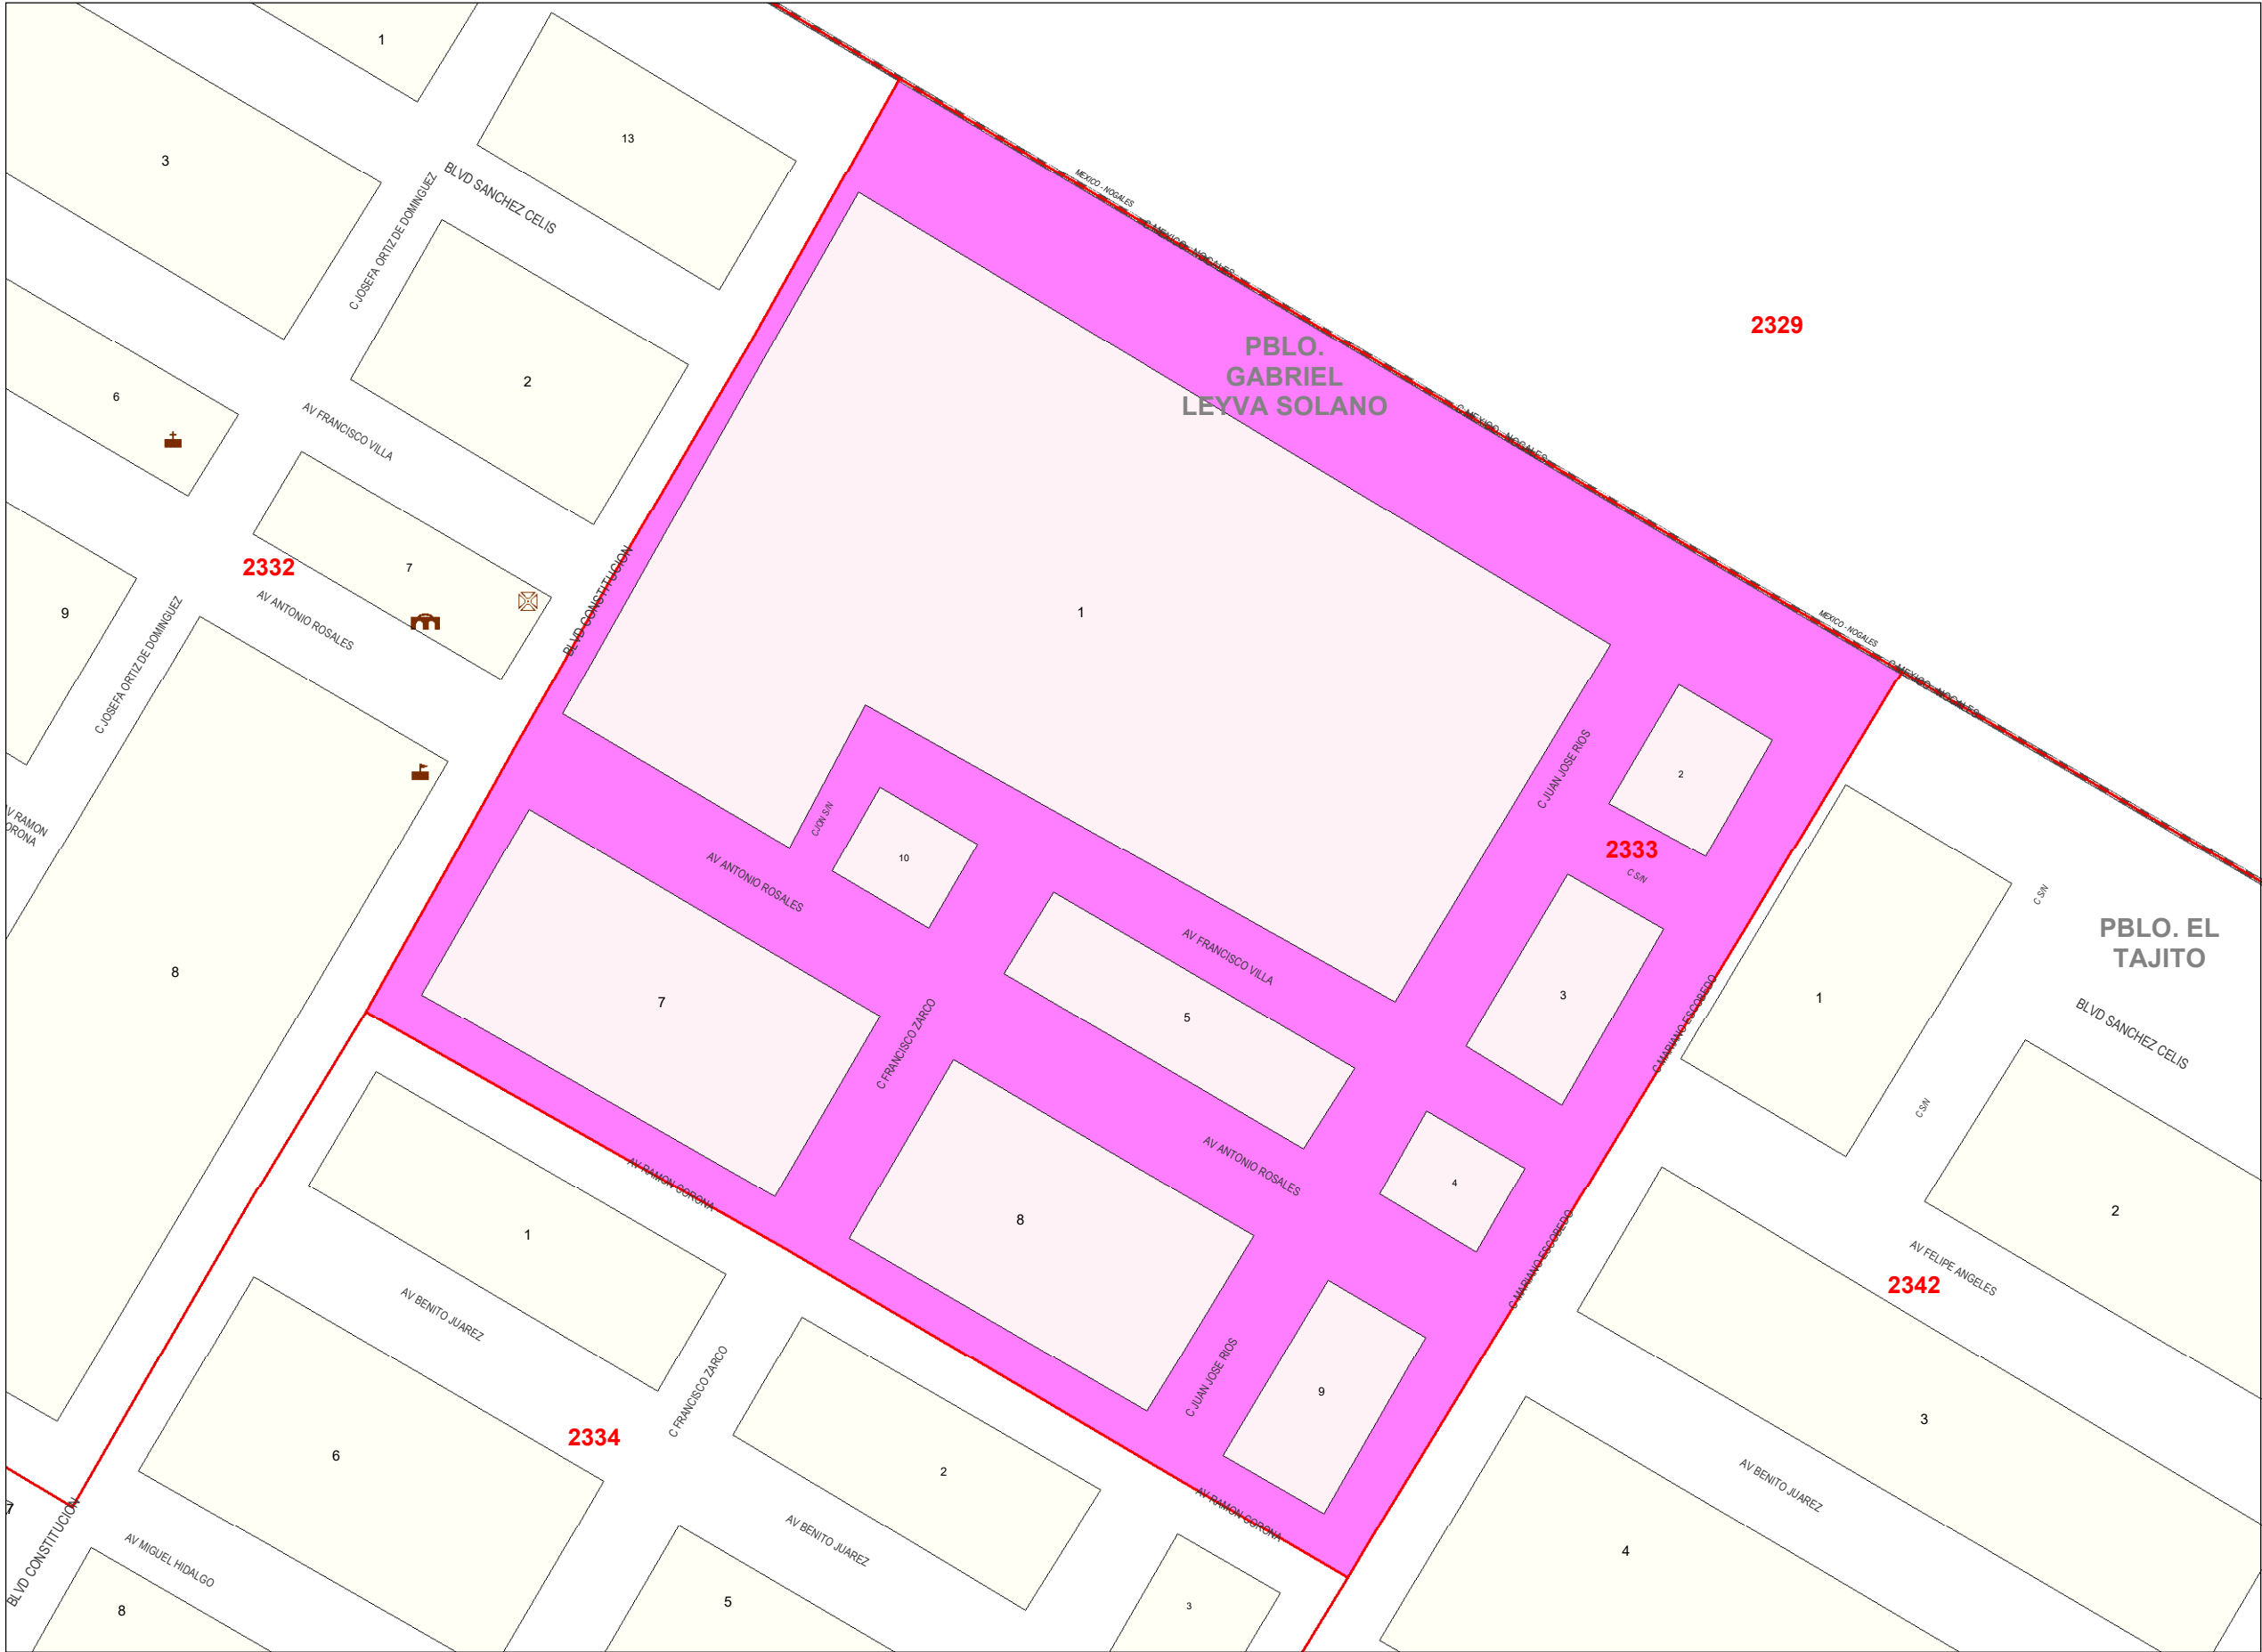 1
13
3
BLVD SANCHEZ CELIS
C JOSEFA ORTIZ DE DOMINGUEZ
MEXICO - NOGALES
C MEXICO - NOGALES
2329
PBLO.
GABRIEL
LEYVA SOLANO
2
6
AV FRANCISCO VILLA
C MEXICO - NOGALES
2332
7
BLVD CONSTITUCION
1
9
AV ANTONIO ROSALES
C JOSEFA ORTIZ DE DOMINGUEZ
MEXICO - NOGALES
C MEXICO - NOGALES
C JUAN JOSE RIOS
2
CJON S/N
V RAMON
ORONA
10
2333
C S/N
AV ANTONIO ROSALES
C S/N
PBLO. EL
TAJITO
AV FRANCISCO VILLA
8
7
3
1
5
C FRANCISCO ZARCO
C MARIANO ESCOBEDO
BLVD SANCHEZ CELIS
C S/N
AV RAMON CORONA
AV ANTONIO ROSALES
4
8
2
1
C MARIANO ESCOBEDO
AV FELIPE ANGELES
2342
AV BENITO JUAREZ
C FRANCISCO ZARCO
C JUAN JOSE RIOS
9
3
2334
6
2
AV BENITO JUAREZ
7
AV RAMON CORONA
BLVD CONSTITUCION
AV MIGUEL HIDALGO
AV BENITO JUAREZ
4
8
5
3